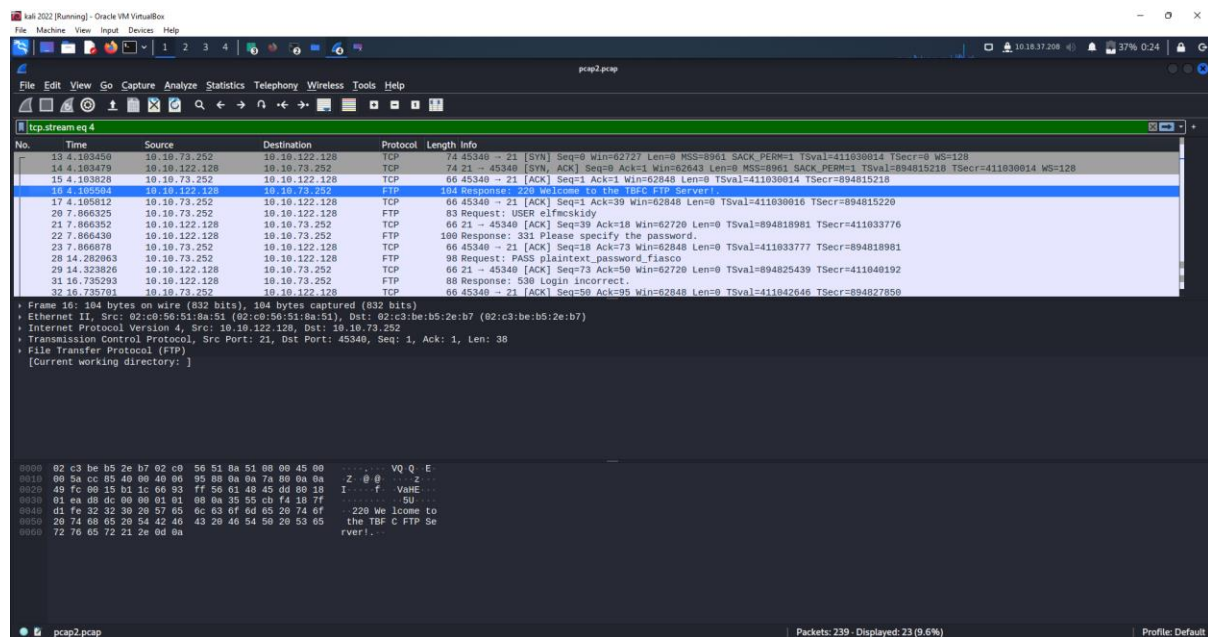 kali 2022 [Running] - Oracle VM VirtualBox
File Machine View Input Devices Help
1 2 3 4 10.18.37.208 37% 0:24
pcap2.pcap
File Edit View Go Capture Analyze Statistics Telephony Wireless Tools Help
tcp.stream eq 4
No. Time Source Destination Protocol Length Info
13 4.103450 10.10.73.252 10.10.122.128 TCP 74 45340 → 21 [SYN] Seq=0 Win=62727 Len=0 MSS=8961 SACK_PERM=1 TSval=411030014 TSecr=0 WS=128
14 4.103479 10.10.122.128 10.10.73.252 TCP 74 21 → 45340 [SYN, ACK] Seq=0 Ack=1 Win=62643 Len=0 MSS=8961 SACK_PERM=1 TSval=894815218 TSecr=411030014 WS=128
15 4.103828 10.10.73.252 10.10.122.128 TCP 66 45340 → 21 [ACK] Seq=1 Ack=1 Win=62848 Len=0 TSval=411030014 TSecr=894815218
16 4.105504 10.10.122.128 10.10.73.252 FTP 104 Response: 220 Welcome to the TBFC FTP Server!.
17 4.105812 10.10.73.252 10.10.122.128 TCP 66 45340 → 21 [ACK] Seq=1 Ack=39 Win=62848 Len=0 TSval=411030016 TSecr=894815220
20 7.866325 10.10.73.252 10.10.122.128 FTP 83 Request: USER elfmcskidy
21 7.866352 10.10.122.128 10.10.73.252 TCP 66 21 → 45340 [ACK] Seq=39 Ack=18 Win=62720 Len=0 TSval=894818981 TSecr=411033776
22 7.866430 10.10.122.128 10.10.73.252 FTP 100 Response: 331 Please specify the password.
23 7.866878 10.10.73.252 10.10.122.128 TCP 66 45340 → 21 [ACK] Seq=18 Ack=73 Win=62848 Len=0 TSval=411033777 TSecr=894818981
28 14.282063 10.10.73.252 10.10.122.128 FTP 98 Request: PASS plaintext_password_fiasco
29 14.323826 10.10.122.128 10.10.73.252 TCP 66 21 → 45340 [ACK] Seq=73 Ack=50 Win=62720 Len=0 TSval=894825439 TSecr=411040192
31 16.735293 10.10.122.128 10.10.73.252 FTP 88 Response: 530 Login incorrect.
32 16.735701 10.10.73.252 10.10.122.128 TCP 66 45340 → 21 [ACK] Seq=50 Ack=95 Win=62848 Len=0 TSval=411042646 TSecr=894827850
Frame 16: 104 bytes on wire (832 bits), 104 bytes captured (832 bits)
Ethernet II, Src: 02:c0:56:51:8a:51 (02:c0:56:51:8a:51), Dst: 02:c3:be:b5:2e:b7 (02:c3:be:b5:2e:b7)
Internet Protocol Version 4, Src: 10.10.122.128, Dst: 10.10.73.252
Transmission Control Protocol, Src Port: 21, Dst Port: 45340, Seq: 1, Ack: 1, Len: 38
File Transfer Protocol (FTP)
[Current working directory: ]
0000 02 c3 be b5 2e b7 02 c0 56 51 8a 51 08 00 45 00 ····.··· VQ·Q··E·
0010 00 5a cc 85 40 00 40 06 95 88 0a 0a 7a 80 0a 0a ·Z··@·@· ····z···
0020 49 fc 00 15 b1 1c 66 93 ff 56 61 48 45 dd 80 18 I·····f· ·VaHE···
0030 01 ea d8 dc 00 00 01 01 08 0a 35 55 cb f4 18 7f ········ ··5U····
0040 d1 fe 32 32 30 20 57 65 6c 63 6f 6d 65 20 74 6f ··220 We lcome to
0050 20 74 68 65 20 54 42 46 43 20 46 54 50 20 53 65 the TBF C FTP Se
0060 72 76 65 72 21 2e 0d 0a rver!.··
pcap2.pcap Packets: 239 · Displayed: 23 (9.6%) Profile: Default